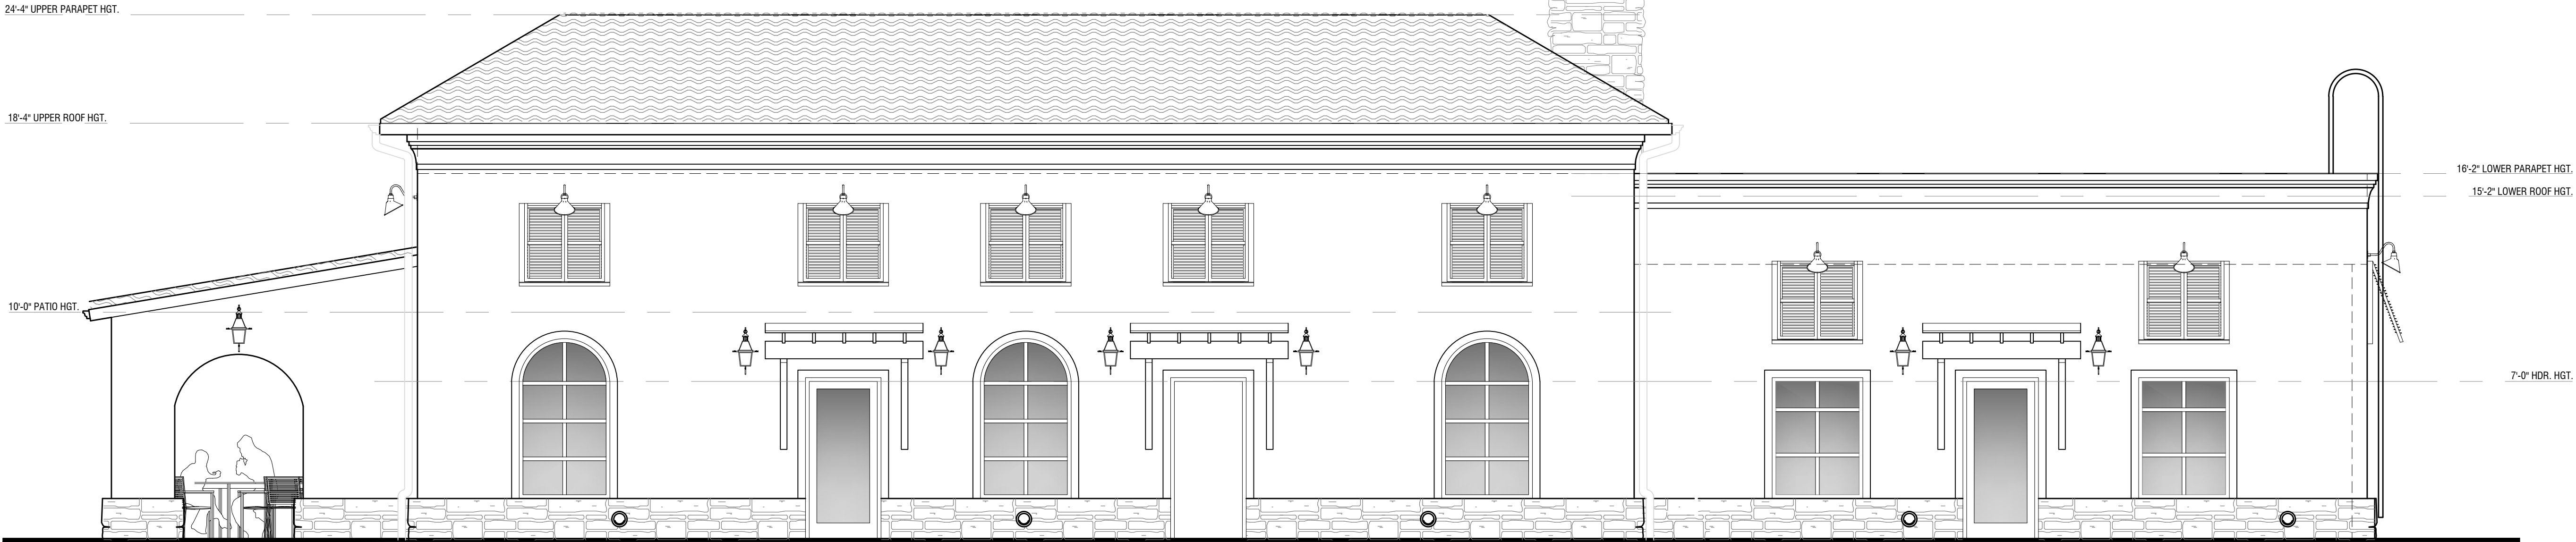 24'-4" UPPER PARAPET HGT.
18'-4" UPPER ROOF HGT.
16'-2" LOWER PARAPET HGT.
15'-2" LOWER ROOF HGT.
10'-0" PATIO HGT.
7'-0" HDR. HGT.